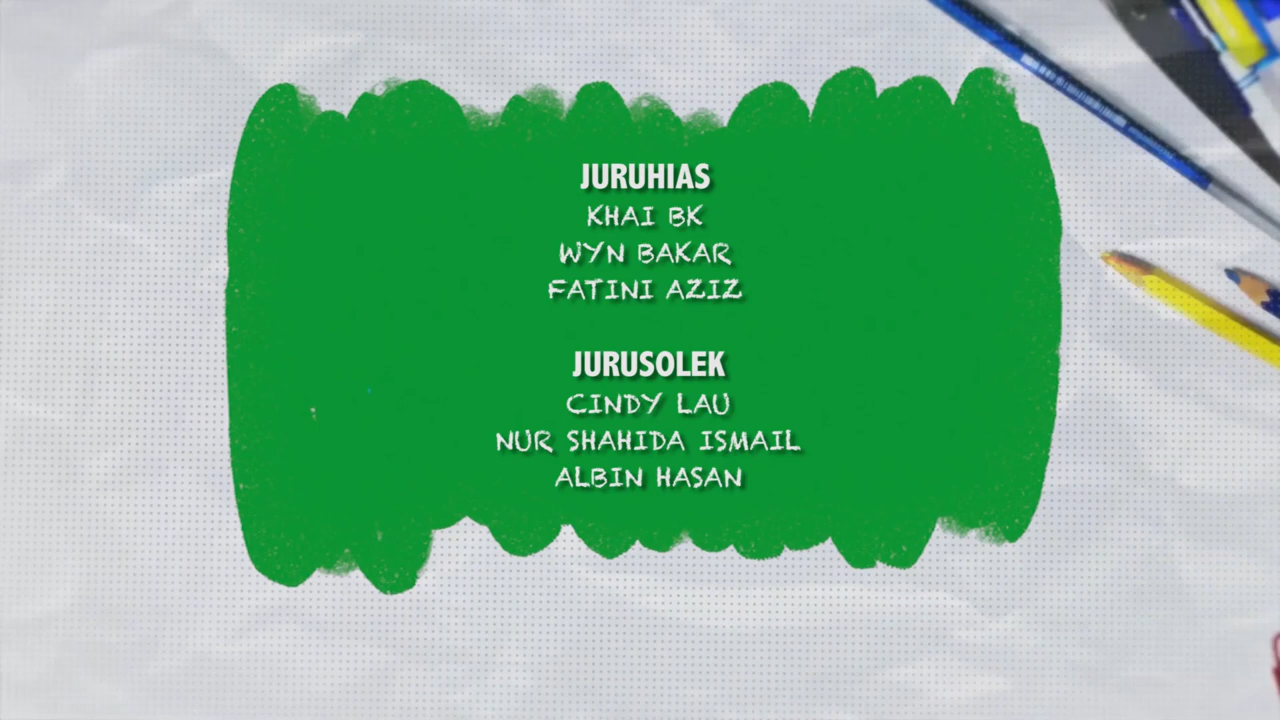 JURUHIAS
KHAI BK
WYN BAKAR
FATINI AZIZ
JURUSOLEK
CINDY LAU
NUR SHAHIDA ISMAIL
ALBIN HASAN